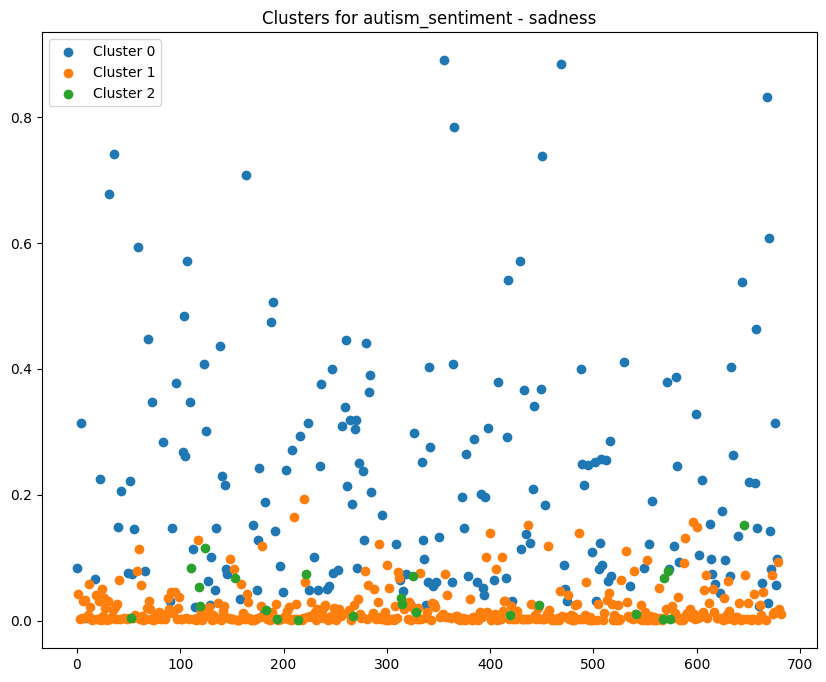 Clusters for autism_sentiment - sadness
Cluster 0
Cluster 1
Cluster 2
0.8
0.6
0.4
0.2
0.0
0 100 200 300 400 500 600 700